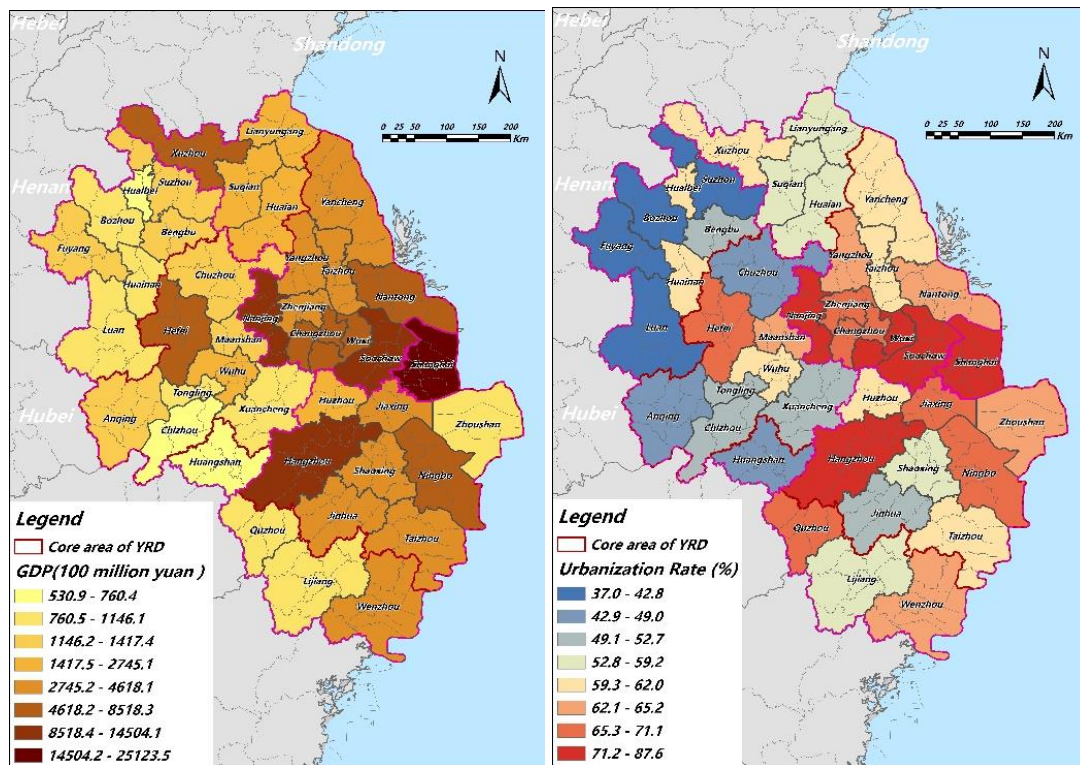 Hebei
Shandong
N
0 25 50 100 150 200
Km
Lianyungang
Xuzhou
Henan
Huaibei
Suzhou
Suqian
Bozhou
Huaian
Yancheng
Fuyang
Bengbu
Huainan
Chuzhou
Yangzhou
Taizhou
Nantong
Luan
Hefei
Nanjing
Zhenjiang
Maanshan
Changzhou
Wuxi
Soochaw
Shanghai
Wuhu
Hubei
Anqing
Tongling
Xuancheng
Huzhou
Jiaxing
Chizhou
Zhoushan
Huangshan
Hangzhou
Shaoxing
Ningbo
Quzhou
Jinhua
Taizhou
Lijiang
Wenzhou
Legend
Core area of YRD
GDP(100 million yuan )
530.9 - 760.4
760.5 - 1146.1
1146.2 - 1417.4
1417.5 - 2745.1
2745.2 - 4618.1
4618.2 - 8518.3
8518.4 - 14504.1
14504.2 - 25123.5
Hebei
Shandong
N
0 25 50 100 150 200
Km
Lianyungang
Xuzhou
Henan
Huaibei
Suzhou
Suqian
Bozhou
Huaian
Yancheng
Fuyang
Bengbu
Huainan
Chuzhou
Yangzhou
Taizhou
Nantong
Luan
Hefei
Nanjing
Zhenjiang
Maanshan
Changzhou
Wuxi
Soochaw
Shanghai
Wuhu
Hubei
Anqing
Tongling
Xuancheng
Huzhou
Jiaxing
Chizhou
Zhoushan
Huangshan
Hangzhou
Shaoxing
Ningbo
Quzhou
Jinhua
Taizhou
Lijiang
Wenzhou
Legend
Core area of YRD
Urbanization Rate (%)
37.0 - 42.8
42.9 - 49.0
49.1 - 52.7
52.8 - 59.2
59.3 - 62.0
62.1 - 65.2
65.3 - 71.1
71.2 - 87.6